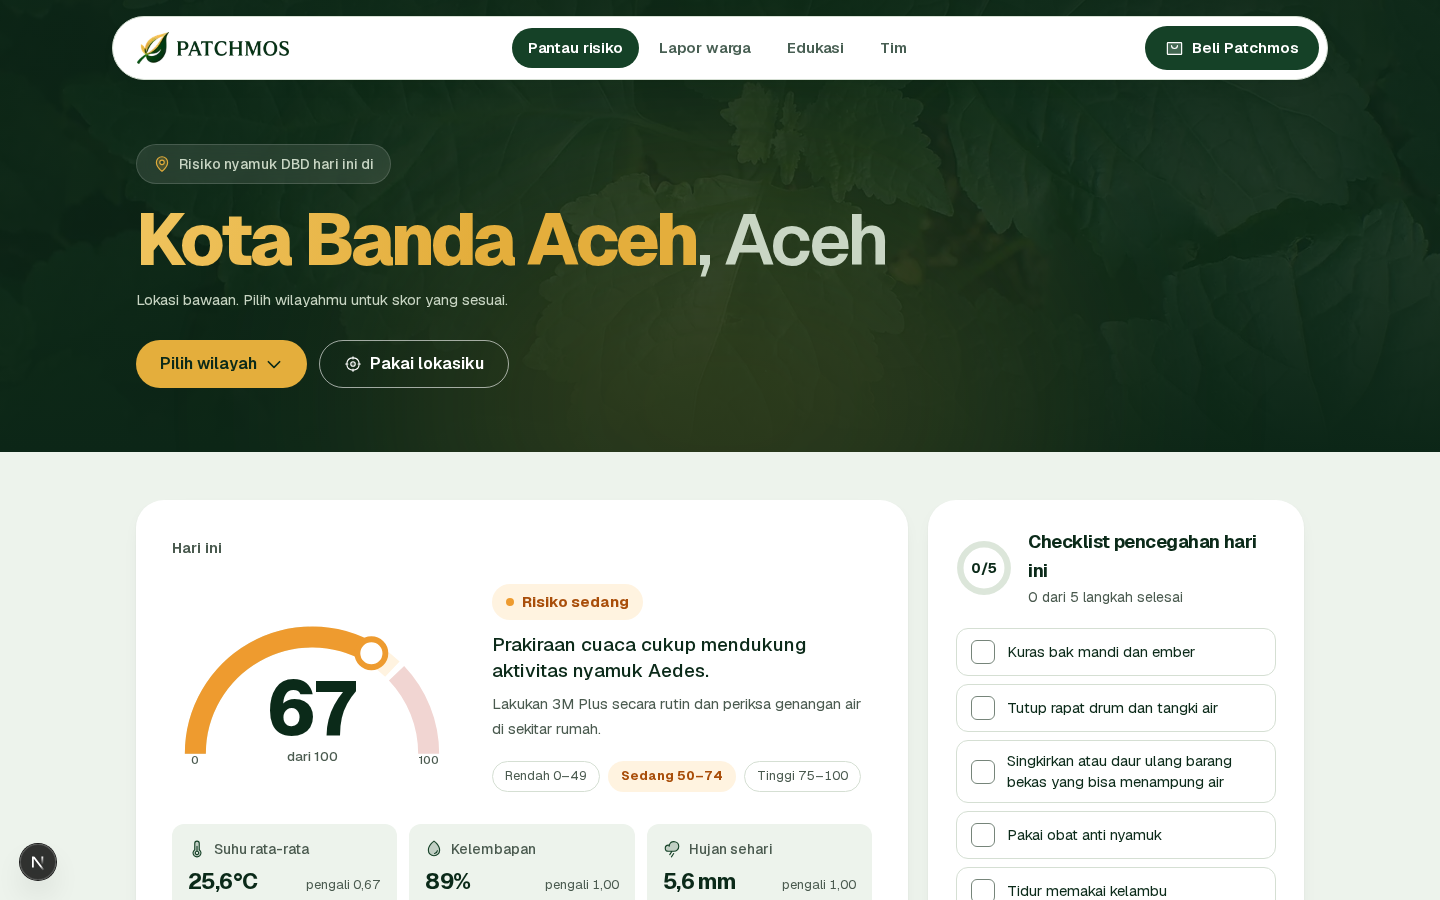 PATCHMOS
Pantau risiko
Lapor warga
Edukasi
Tim
Beli Patchmos
Risiko nyamuk DBD hari ini di
Kota Banda Aceh, Aceh
Lokasi bawaan. Pilih wilayahmu untuk skor yang sesuai.
Pilih wilayah
Pakai lokasiku
Hari ini
67
dari 100
0
100
Risiko sedang
Prakiraan cuaca cukup mendukung
aktivitas nyamuk Aedes.
Lakukan 3M Plus secara rutin dan periksa genangan air
di sekitar rumah.
Rendah 0–49
Sedang 50–74
Tinggi 75–100
Suhu rata-rata
25,6°C
pengali 0,67
Kelembapan
89%
pengali 1,00
Hujan sehari
5,6 mm
pengali 1,00
0/5
Checklist pencegahan hari
ini
0 dari 5 langkah selesai
Kuras bak mandi dan ember
Tutup rapat drum dan tangki air
Singkirkan atau daur ulang barang
bekas yang bisa menampung air
Pakai obat anti nyamuk
Tidur memakai kelambu
N